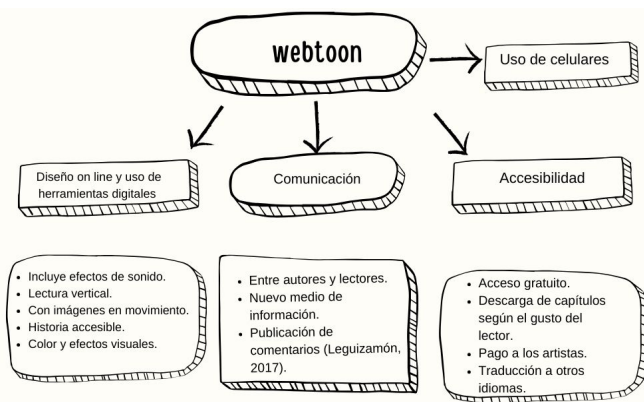 webtoon
Uso de celulares
Diseño on line y uso de
herramientas digitales
Comunicación
Accesibilidad
• Incluye efectos de sonido.
• Lectura vertical.
• Con imágenes en movimiento.
• Historia accesible.
• Color y efectos visuales.
• Entre autores y lectores.
• Nuevo medio de
información.
• Publicación de
comentarios (Leguizamón,
2017).
• Acceso gratuito.
• Descarga de capítulos
según el gusto del
lector.
• Pago a los artistas.
• Traducción a otros
idiomas.